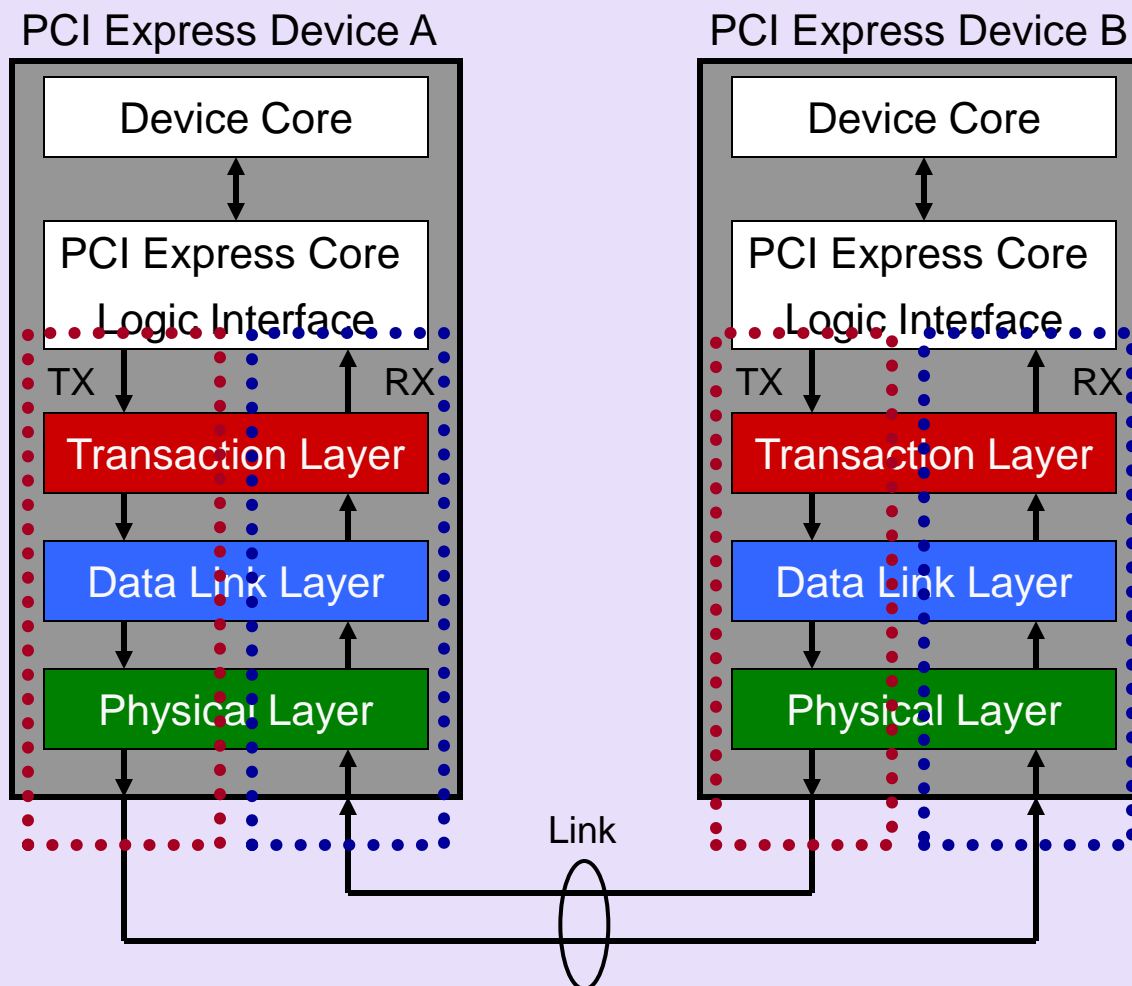 PCI Express Device A
Device Core
PCI Express Core
Logic Interface
TX
RX
Transaction Layer
Data Link Layer
Physical Layer
PCI Express Device B
Device Core
PCI Express Core
Logic Interface
TX
RX
Transaction Layer
Data Link Layer
Physical Layer
Link